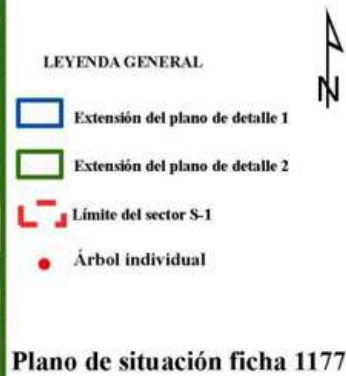 N
LEYENDA GENERAL
Extensión del plano de detalle 1
Extensión del plano de detalle 2
Límite del sector S-1
Árbol individual
Plano de situación ficha 1177